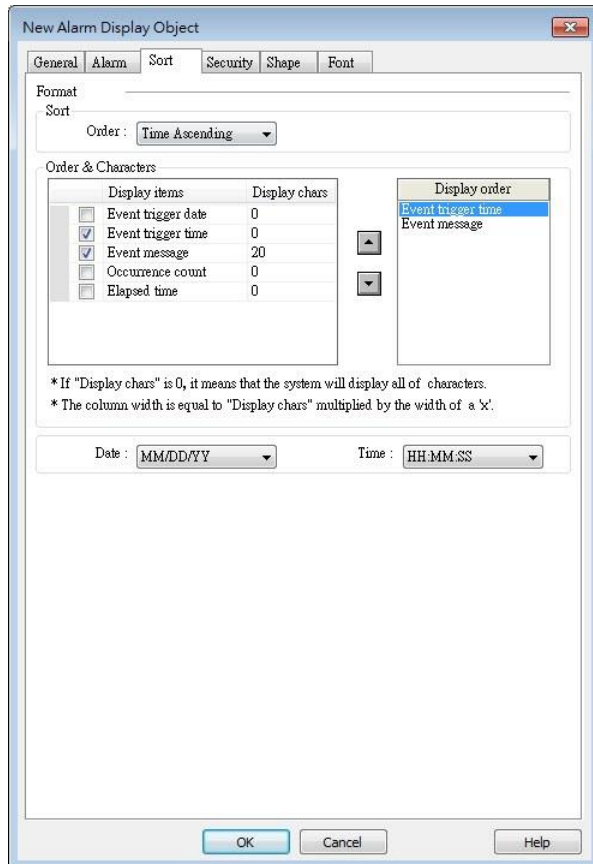 New Alarm Display Object
General Alarm Sort Security Shape Font
Format
Sort
Order : Time Ascending
Order & Characters
Display items Display chars
Event trigger date 0
Event trigger time 0
Event message 20
Occurrence count 0
Elapsed time 0
Display order
Event trigger time
Event message
* If "Display chars" is 0, it means that the system will display all of characters.
* The column width is equal to "Display chars" multiplied by the width of a 'x'.
Date : MM/DD/YY Time : HH:MM:SS
OK Cancel Help